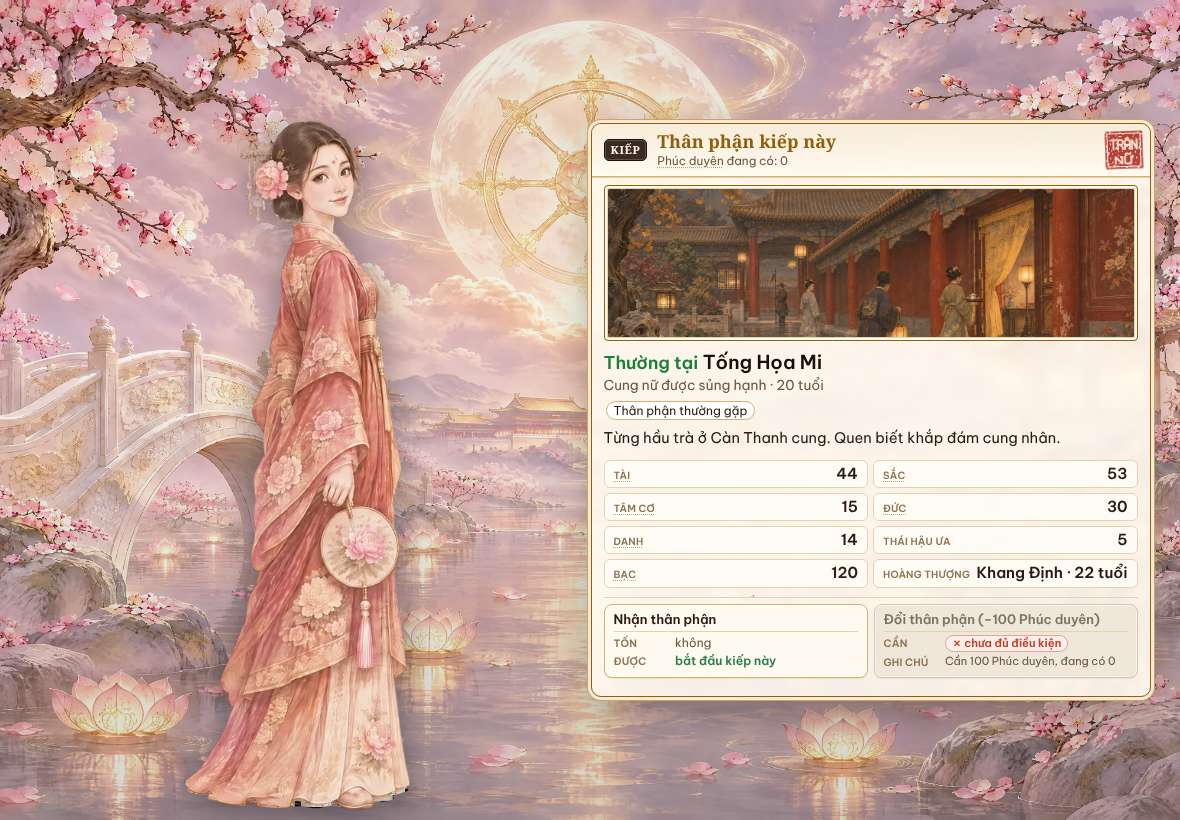 KIẾP
Thân phận kiếp này
Phúc duyên đang có: 0
TRÂN
NỮ
Thường tại Tống Họa Mi
Cung nữ được sủng hạnh · 20 tuổi
Thân phận thường gặp
Từng hầu trà ở Càn Thanh cung. Quen biết khắp đám cung nhân.
TÀI 44
SẮC 53
TÂM CƠ 15
ĐỨC 30
DANH 14
THÁI HẬU ƯA 5
BẠC 120
HOÀNG THƯỢNG Khang Định · 22 tuổi
Nhận thân phận
TỐN không
ĐƯỢC bắt đầu kiếp này
Đổi thân phận (−100 Phúc duyên)
CẦN × chưa đủ điều kiện
GHI CHÚ Cần 100 Phúc duyên, đang có 0